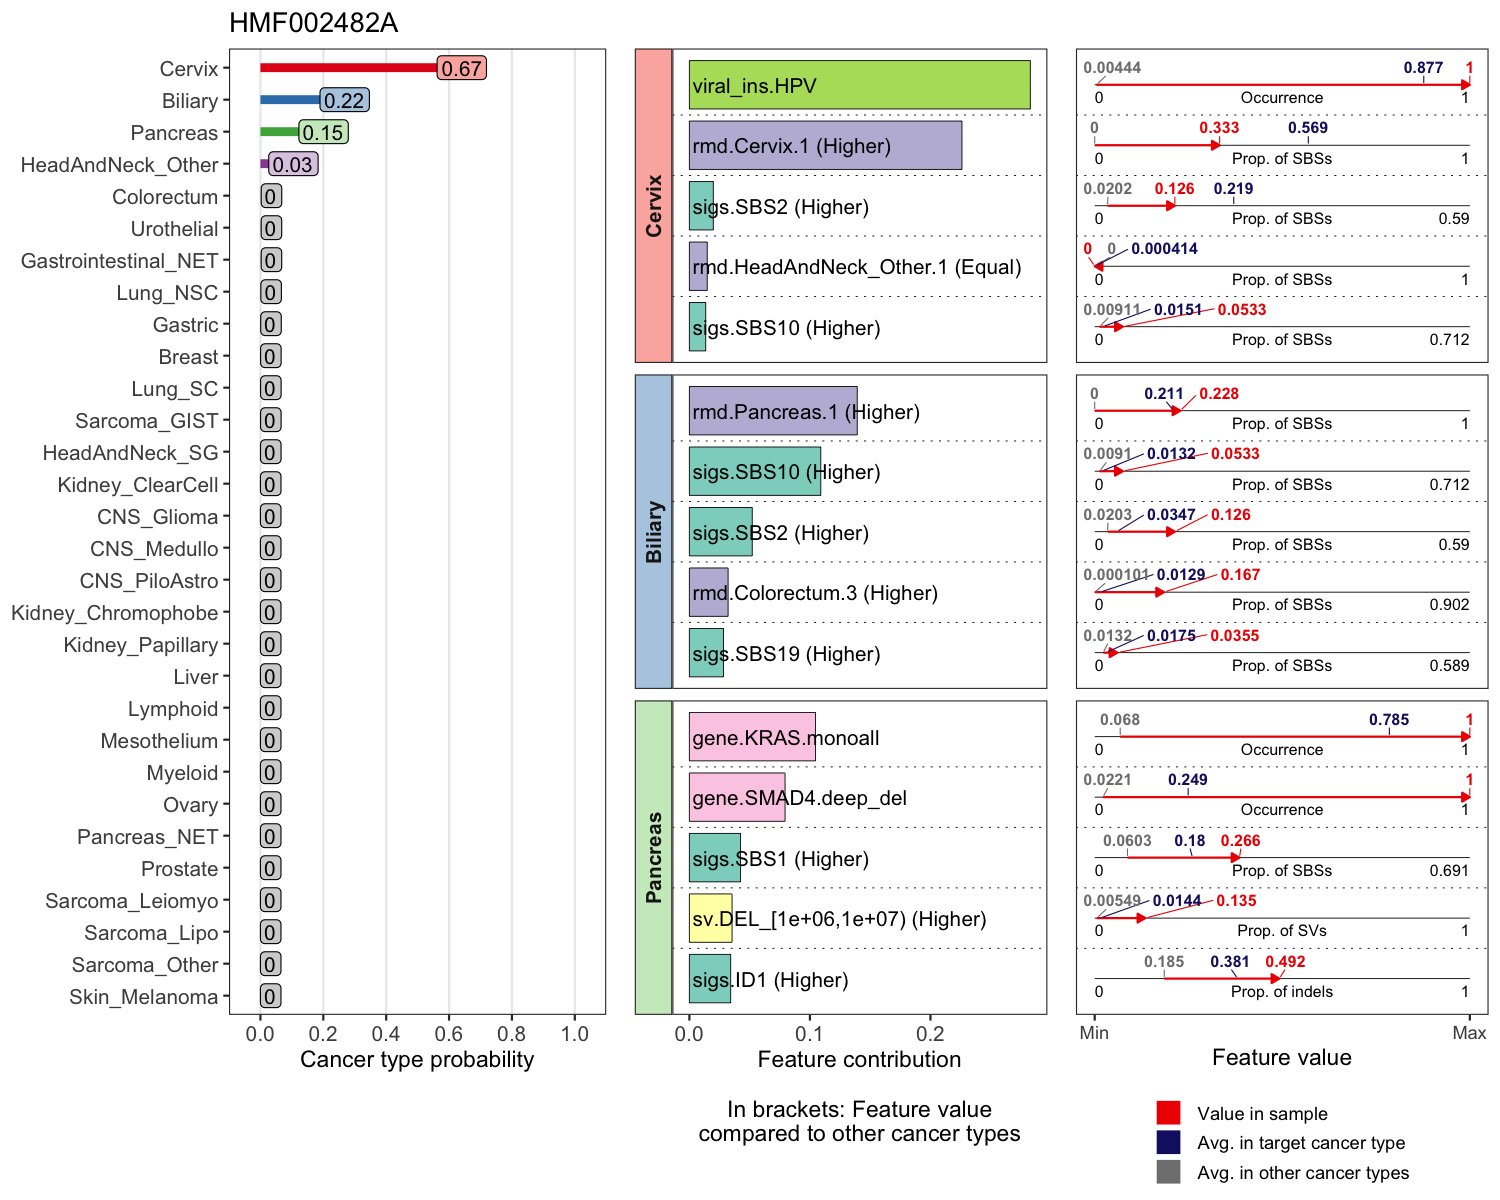 HMF002482A
Cervix 0.67
Biliary 0.22
Pancreas 0.15
HeadAndNeck_Other 0.03
Colorectum 0
Urothelial 0
Gastrointestinal_NET 0
Lung_NSC 0
Gastric 0
Breast 0
Lung_SC 0
Sarcoma_GIST 0
HeadAndNeck_SG 0
Kidney_ClearCell 0
CNS_Glioma 0
CNS_Medullo 0
CNS_PiloAstro 0
Kidney_Chromophobe 0
Kidney_Papillary 0
Liver 0
Lymphoid 0
Mesothelium 0
Myeloid 0
Ovary 0
Pancreas_NET 0
Prostate 0
Sarcoma_Leiomyo 0
Sarcoma_Lipo 0
Sarcoma_Other 0
Skin_Melanoma 0
0.0 0.2 0.4 0.6 0.8 1.0
Cancer type probability
Cervix
viral_ins.HPV
rmd.Cervix.1 (Higher)
sigs.SBS2 (Higher)
rmd.HeadAndNeck_Other.1 (Equal)
sigs.SBS10 (Higher)
Biliary
rmd.Pancreas.1 (Higher)
sigs.SBS10 (Higher)
sigs.SBS2 (Higher)
rmd.Colorectum.3 (Higher)
sigs.SBS19 (Higher)
Pancreas
gene.KRAS.monoall
gene.SMAD4.deep_del
sigs.SBS1 (Higher)
sv.DEL_[1e+06,1e+07) (Higher)
sigs.ID1 (Higher)
0.0 0.1 0.2
Feature contribution
In brackets: Feature value
compared to other cancer types
0.00444 0.877 1
0 Occurrence 1
0 0.333 0.569
0 Prop. of SBSs 1
0.0202 0.126 0.219
0 Prop. of SBSs 0.59
0 0 0.000414
0 Prop. of SBSs 1
0.00911 0.0151 0.0533
0 Prop. of SBSs 0.712
0 0.211 0.228
0 Prop. of SBSs 1
0.0091 0.0132 0.0533
0 Prop. of SBSs 0.712
0.0203 0.0347 0.126
0 Prop. of SBSs 0.59
0.000101 0.0129 0.167
0 Prop. of SBSs 0.902
0.0132 0.0175 0.0355
0 Prop. of SBSs 0.589
0.068 0.785 1
0 Occurrence 1
0.0221 0.249 1
0 Occurrence 1
0.0603 0.18 0.266
0 Prop. of SBSs 0.691
0.00549 0.0144 0.135
0 Prop. of SVs 1
0.185 0.381 0.492
0 Prop. of indels 1
Min Max
Feature value
Value in sample
Avg. in target cancer type
Avg. in other cancer types